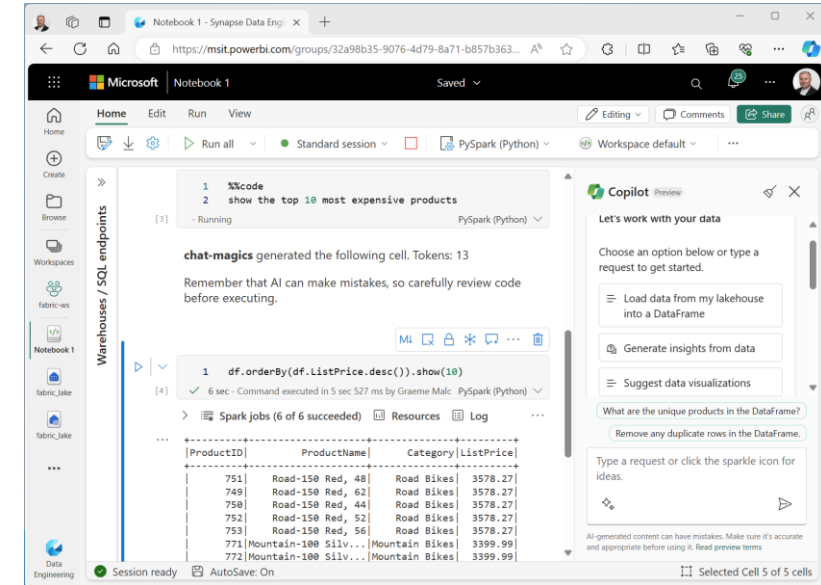 Notebook 1 - Synapse Data Engi
https://msit.powerbi.com/groups/32a98b35-9076-4d79-8a71-b857b363...
Microsoft Notebook 1 Saved 25
Home Edit Run View Editing Comments Share
Run all Standard session PySpark (Python) Workspace default ...
Home
Create
Browse
Workspaces
fabric-ws
Notebook 1
fabric_lake
fabric_lake
Data
Engineering
Warehouses / SQL endpoints
1 %%code
2 show the top 10 most expensive products
[3] - Running PySpark (Python)
chat-magics generated the following cell. Tokens: 13
Remember that AI can make mistakes, so carefully review code
before executing.
M↓
1 df.orderBy(df.ListPrice.desc()).show(10)
[4] 6 sec - Command executed in 5 sec 527 ms by Graeme Malc PySpark (Python)
Spark jobs (6 of 6 succeeded) Resources Log ...
+---------+--------------------+--------------+---------+
|ProductID| ProductName| Category|ListPrice|
+---------+--------------------+--------------+---------+
| 751| Road-150 Red, 48| Road Bikes| 3578.27|
| 749| Road-150 Red, 62| Road Bikes| 3578.27|
| 750| Road-150 Red, 44| Road Bikes| 3578.27|
| 752| Road-150 Red, 52| Road Bikes| 3578.27|
| 753| Road-150 Red, 56| Road Bikes| 3578.27|
| 771|Mountain-100 Silv...|Mountain Bikes| 3399.99|
| 772|Mountain-100 Silv...|Mountain Bikes| 3399.99|
Copilot Preview
Let's work with your data
Choose an option below or type a
request to get started.
Load data from my lakehouse
into a DataFrame
Generate insights from data
Suggest data visualizations
What are the unique products in the DataFrame?
Remove any duplicate rows in the DataFrame.
Type a request or click the sparkle icon for
ideas.
AI-generated content can have mistakes. Make sure it's accurate
and appropriate before using it. Read preview terms
Session ready AutoSave: On Selected Cell 5 of 5 cells